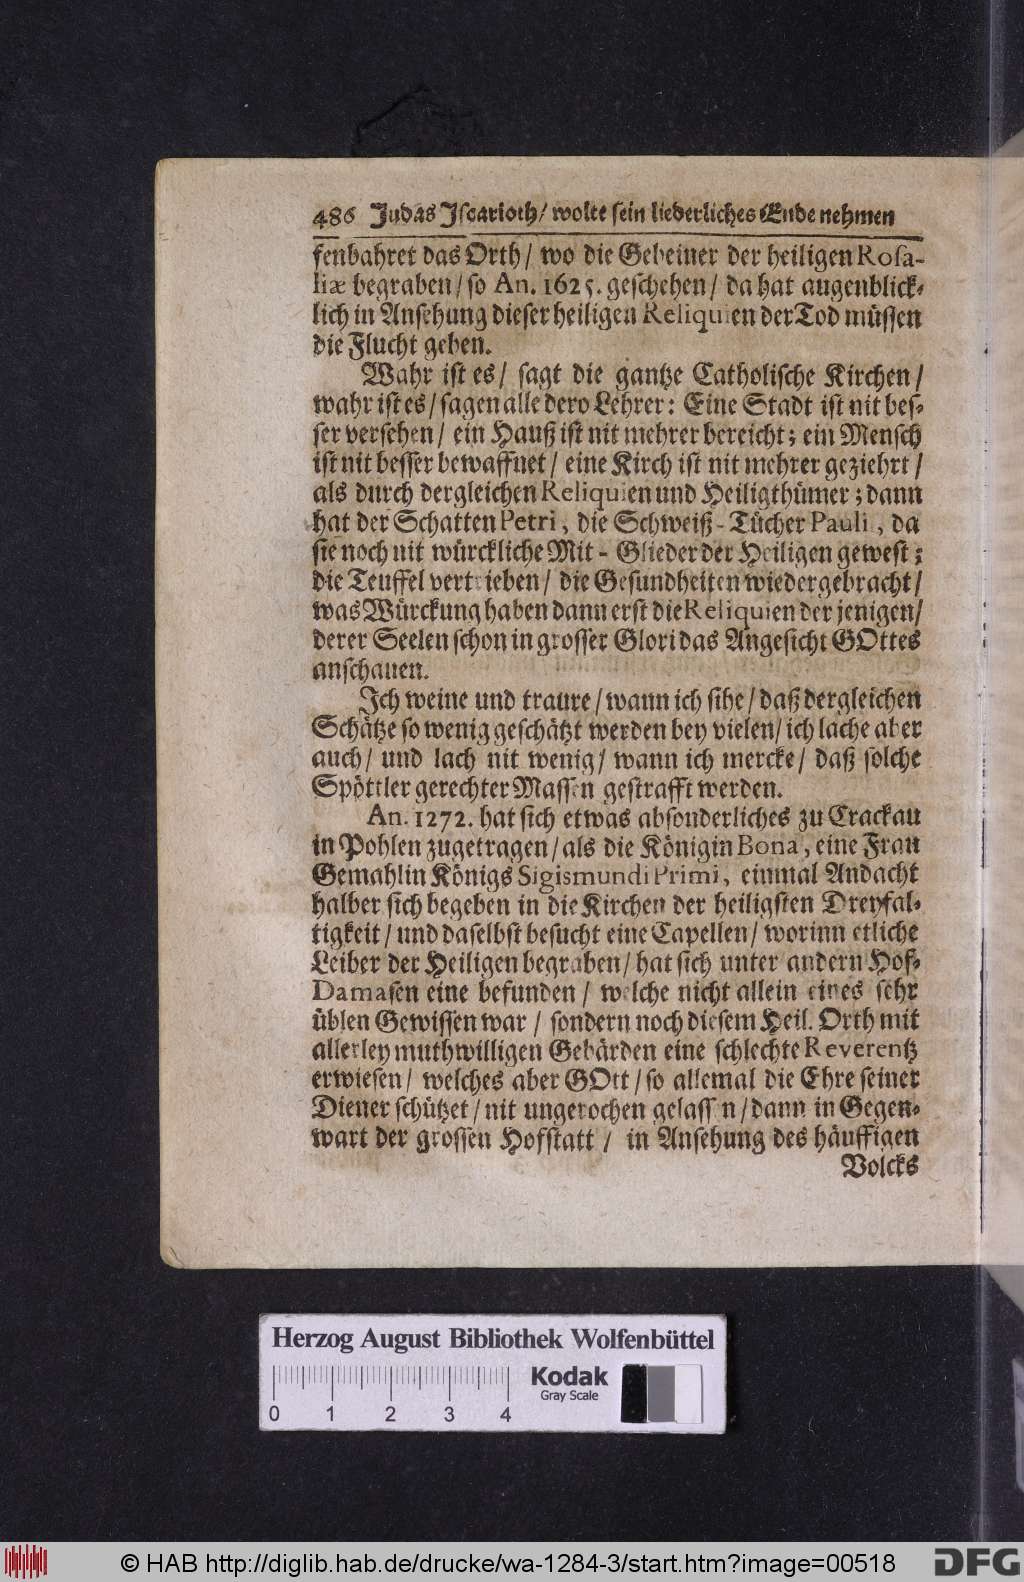 486 Judas Iscarioth/ wolte sein liederliches Ende nehmen
fenbahret das Orth/ wo die Gebeiner der heiligen Rosa-
liæ begraben/ so An. 1625. geschehen/ da hat augenblick-
lich in Ansehung dieser heiligen Reliquien der Tod müssen
die Flucht geben.
Wahr ist es/ sagt die gantze Catholische Kirchen/
wahr ist es/ sagen alle dero Lehrer: Eine Stadt ist nit bes-
ser versehen/ ein Hauß ist nit mehrer bereicht; ein Mensch
ist nit besser bewaffnet/ eine Kirch ist nit mehrer geziehrt/
als durch dergleichen Reliquien und Heiligthümer; dann
hat der Schatten Petri, die Schweiß-Tücher Pauli, da
sie noch nit würckliche Mit-Glieder der Heiligen gewest;
die Teuffel vertrieben/ die Gesundheiten wiedergebracht/
was Würckung haben dann erst die Reliquien der jenigen/
derer Seelen schon in grosser Glori das Angesicht GOttes
anschauen.
Ich weine und traure/ wann ich sihe/ daß dergleichen
Schätze so wenig geschätzt werden bey vielen/ ich lache aber
auch/ und lach nit wenig/ wann ich mercke/ daß solche
Spöttler gerechter Massen gestrafft werden.
An. 1272. hat sich etwas absonderliches zu Crackau
in Pohlen zugetragen/ als die Königin Bona, eine Frau
Gemahlin Königs Sigismundi Primi, einmal Andacht
halber sich begeben in die Kirchen der heiligsten Dreyfal-
tigkeit/ und daselbst besucht eine Capellen/ worinn etliche
Leiber der Heiligen begraben/ hat sich unter andern Hof-
Damasen eine befunden/ welche nicht allein eines sehr
üblen Gewissen war/ sondern noch diesem Heil. Orth mit
allerley muthwilligen Gebärden eine schlechte Reverentz
erwiesen/ welches aber GOtt/ so allemal die Ehre seiner
Diener schützet/ nit ungerochen gelassen/ dann in Gegen-
wart der grossen Hofstatt/ in Ansehung des häuffigen
Volcks
Herzog August Bibliothek Wolfenbüttel
Kodak
Gray Scale
0 1 2 3 4
© HAB http://diglib.hab.de/drucke/wa-1284-3/start.htm?image=00518
DFG